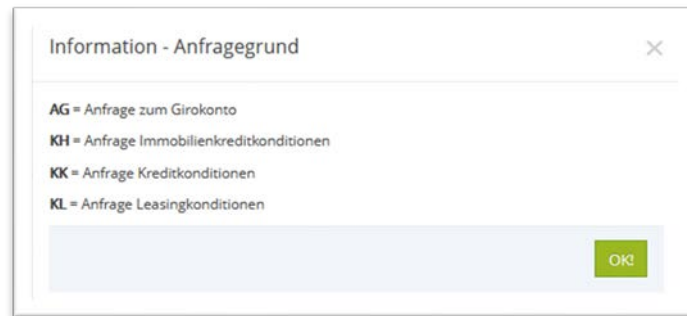 Information - Anfragegrund
AG = Anfrage zum Girokonto
KH = Anfrage Immobilienkreditkonditionen
KK = Anfrage Kreditkonditionen
KL = Anfrage Leasingkonditionen
OK!